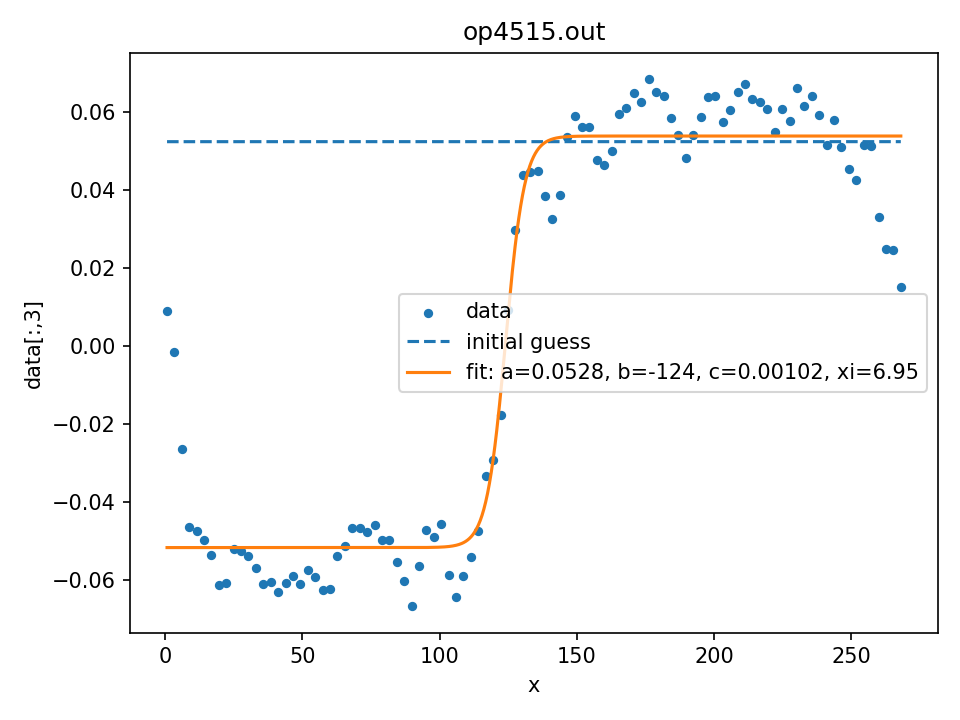 op4515.out
0.06
0.04
0.02
0.00
−0.02
−0.04
−0.06
data[:,3]
data
initial guess
fit: a=0.0528, b=-124, c=0.00102, xi=6.95
0 50 100 150 200 250
x